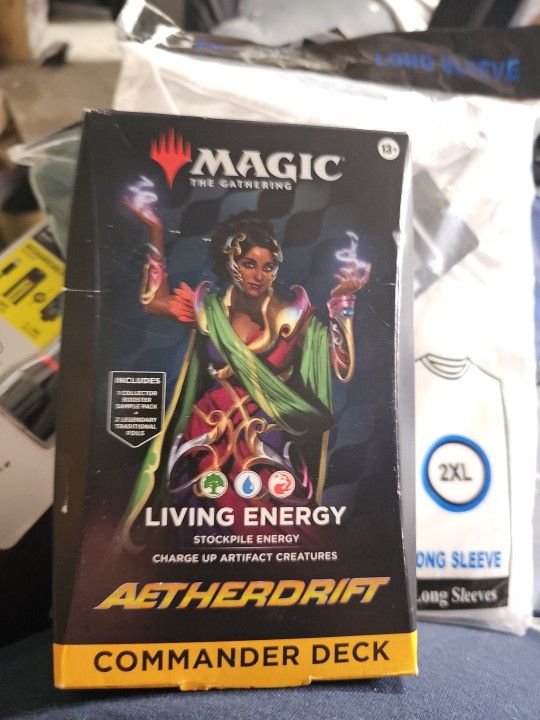 LONG SLEEVE
MAGIC
THE GATHERING
13+
INCLUDES
1 COLLECTOR
BOOSTER
SAMPLE PACK
2 LEGENDARY
TRADITIONAL
FOILS
LIVING ENERGY
STOCKPILE ENERGY
CHARGE UP ARTIFACT CREATURES
AETHERDRIFT
COMMANDER DECK
2XL
ONG SLEEVE
Long Sleeves